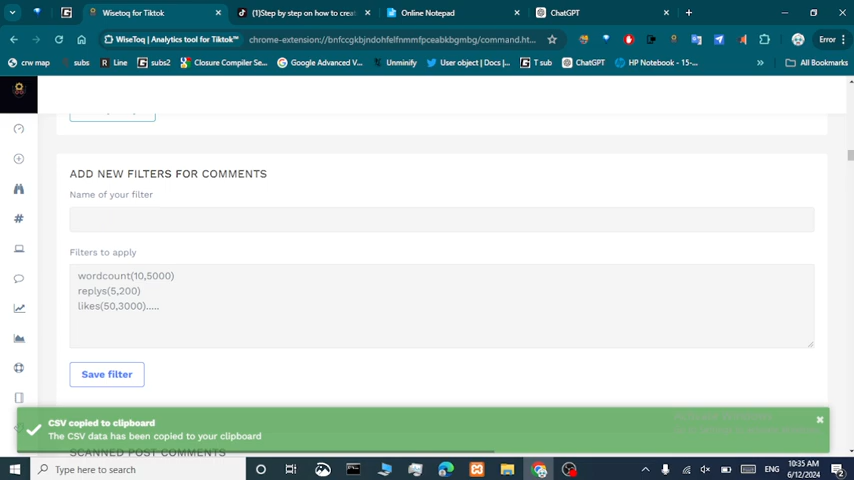 Wisetoq for Tiktok
(1)Step by step on how to creat
Online Notepad
ChatGPT
WiseToq | Analytics tool for Tiktok™
chrome-extension://bnfccgkbjndohfelfnmmfpceabkbgmbg/command.ht...
Error
crw map
subs
Line
subs2
Closure Compiler Se...
Google Advanced V...
Unminify
User object | Docs |...
T sub
ChatGPT
HP Notebook - 15-...
All Bookmarks
ADD NEW FILTERS FOR COMMENTS
Name of your filter
Filters to apply
wordcount(10,5000)
replys(5,200)
likes(50,3000).....
Save filter
CSV copied to clipboard
The CSV data has been copied to your clipboard
SCANNED POST COMMENTS
Type here to search
ENG
10:35 AM
6/12/2024
2